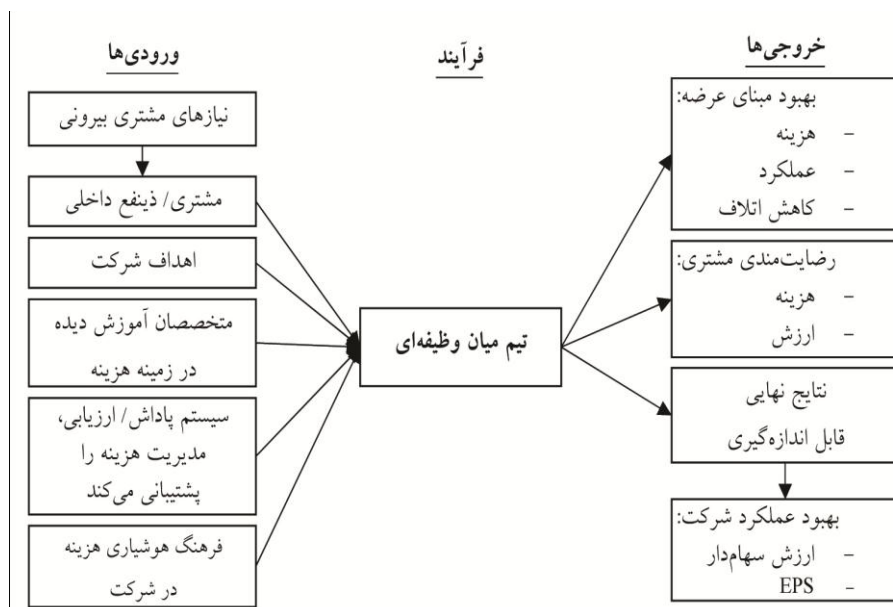 ورودی‌ها
نیازهای مشتری بیرونی
مشتری/ ذینفع داخلی
اهداف شرکت
متخصصان آموزش دیده
در زمینه هزینه
سیستم پاداش/ ارزیابی،
مدیریت هزینه را
پشتیبانی می‌کند
فرهنگ هوشیاری هزینه
در شرکت
فرآیند
تیم میان وظیفه‌ای
خروجی‌ها
بهبود مبنای عرضه:
- هزینه
- عملکرد
- کاهش اتلاف
رضایت‌مندی مشتری:
- هزینه
- ارزش
نتایج نهایی
قابل اندازه‌گیری
بهبود عملکرد شرکت:
- ارزش سهام‌دار
- EPS